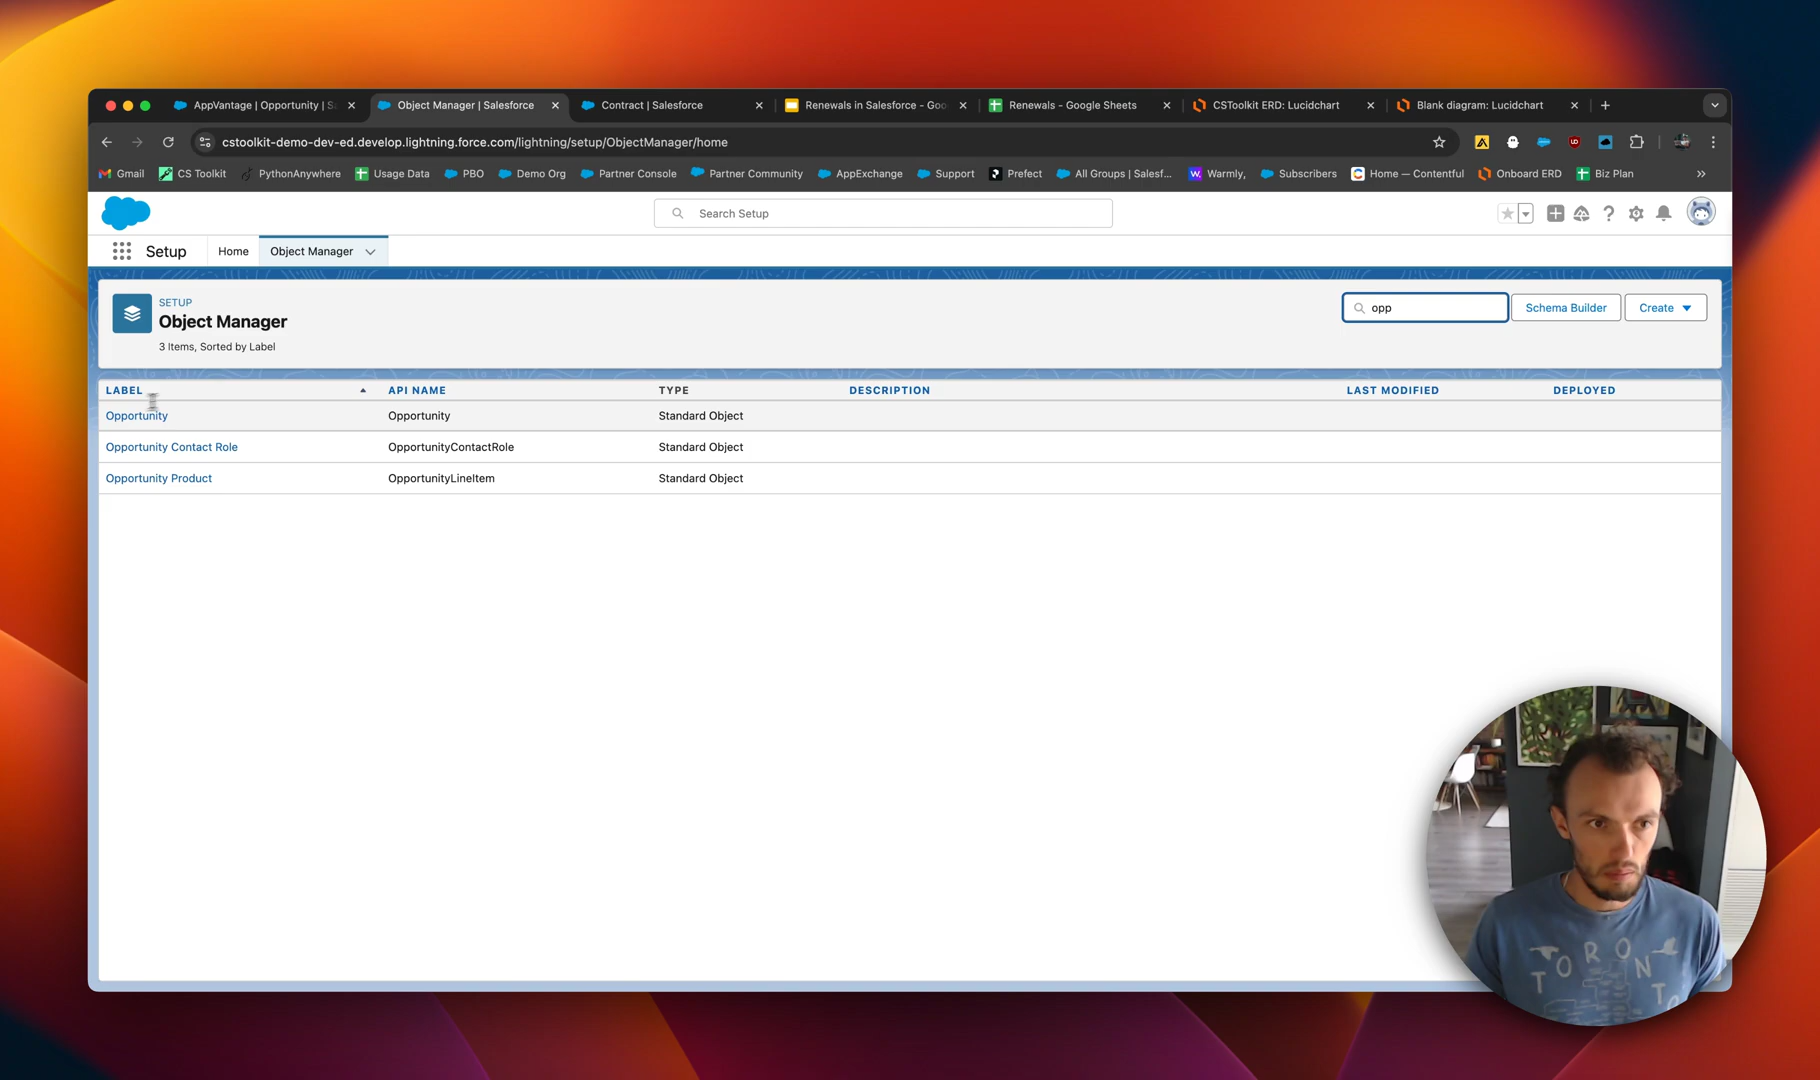 AppVantage | Opportunity | S
Object Manager | Salesforce
Contract | Salesforce
Renewals in Salesforce - Goo
Renewals - Google Sheets
CSToolkit ERD: Lucidchart
Blank diagram: Lucidchart
cstoolkit-demo-dev-ed.develop.lightning.force.com/lightning/setup/ObjectManager/home
Gmail CS Toolkit PythonAnywhere Usage Data PBO Demo Org Partner Console Partner Community AppExchange Support Prefect All Groups | Salesf... Warmly, Subscribers Home — Contentful Onboard ERD Biz Plan »
Search Setup
Setup Home Object Manager
SETUP
Object Manager
3 Items, Sorted by Label
opp
Schema Builder
Create
LABEL API NAME TYPE DESCRIPTION LAST MODIFIED DEPLOYED
Opportunity Opportunity Standard Object
Opportunity Contact Role OpportunityContactRole Standard Object
Opportunity Product OpportunityLineItem Standard Object
TORON
TO